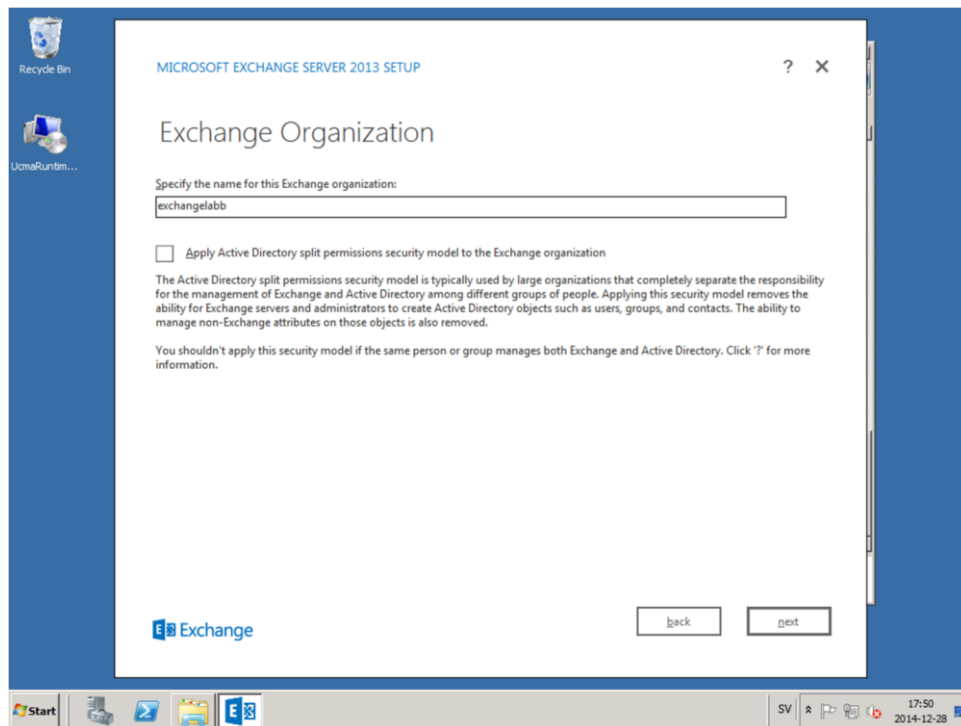 Recycle Bin
UcmaRuntim...
MICROSOFT EXCHANGE SERVER 2013 SETUP
?
Exchange Organization
Specify the name for this Exchange organization:
exchangelabb
Apply Active Directory split permissions security model to the Exchange organization
The Active Directory split permissions security model is typically used by large organizations that completely separate the responsibility
for the management of Exchange and Active Directory among different groups of people. Applying this security model removes the
ability for Exchange servers and administrators to create Active Directory objects such as users, groups, and contacts. The ability to
manage non-Exchange attributes on those objects is also removed.
You shouldn't apply this security model if the same person or group manages both Exchange and Active Directory. Click '?' for more
information.
E Exchange
back
next
Start
E
SV
17:50
2014-12-28